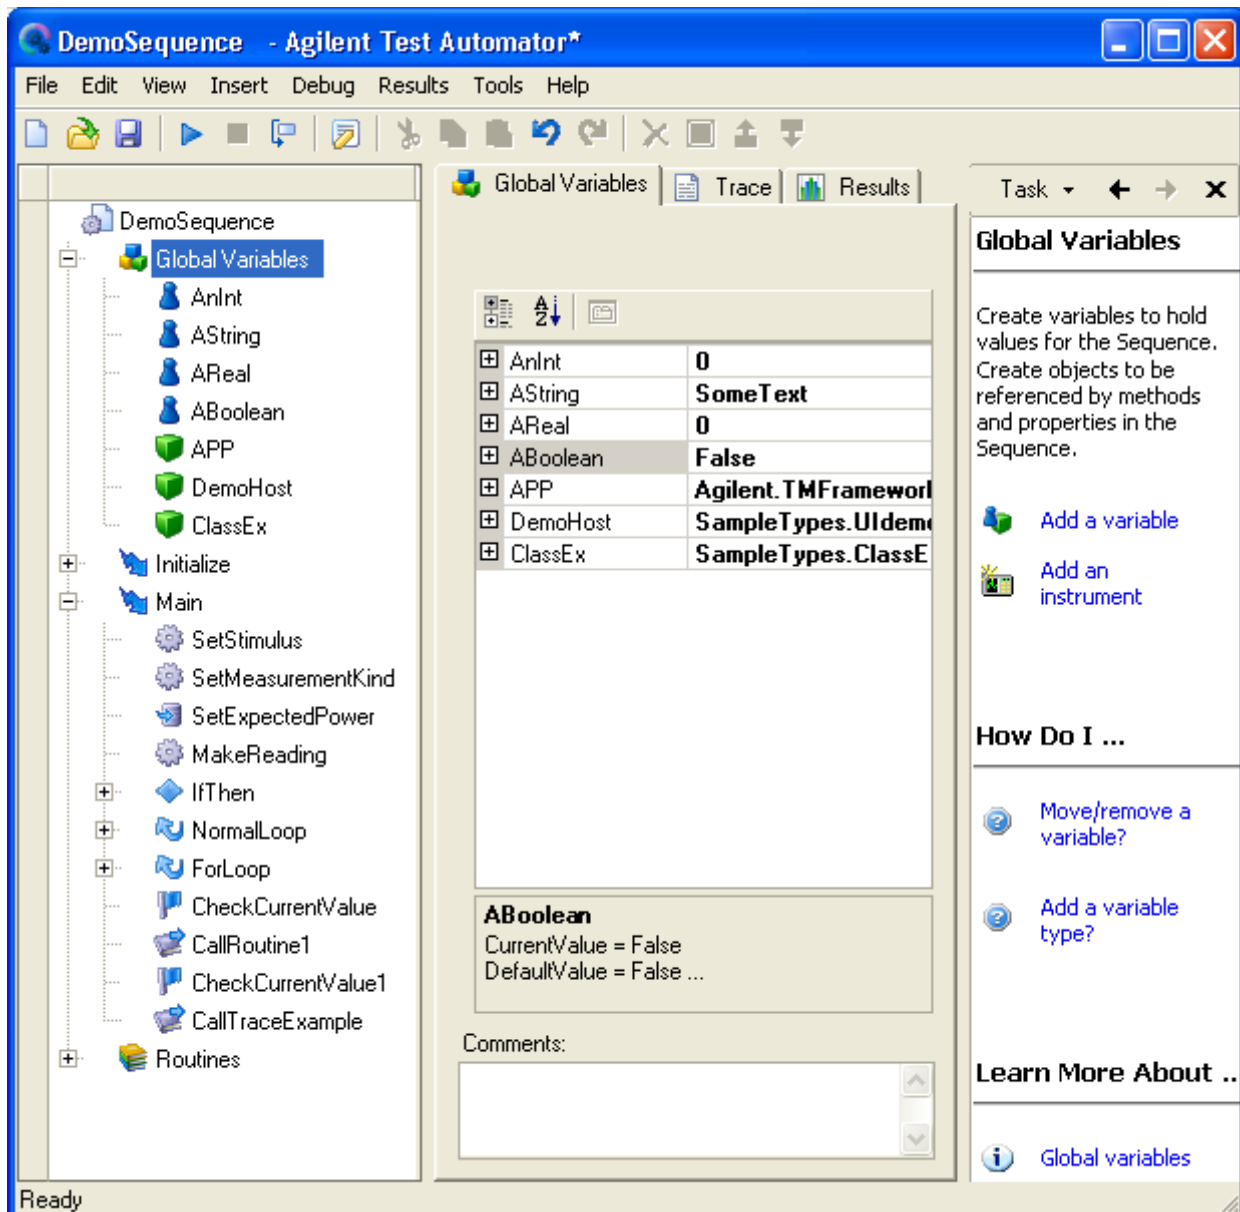 DemoSequence - Agilent Test Automator*
File Edit View Insert Debug Results Tools Help
DemoSequence
Global Variables
AnInt
AString
AReal
ABoolean
APP
DemoHost
ClassEx
Initialize
Main
SetStimulus
SetMeasurementKind
SetExpectedPower
MakeReading
IfThen
NormalLoop
ForLoop
CheckCurrentValue
CallRoutine1
CheckCurrentValue1
CallTraceExample
Routines
Global Variables Trace Results
AnInt 0
AString SomeText
AReal 0
ABoolean False
APP Agilent.TMFramework
DemoHost SampleTypes.UIdemo
ClassEx SampleTypes.ClassE
ABoolean
CurrentValue = False
DefaultValue = False ...
Comments:
Task
Global Variables
Create variables to hold
values for the Sequence.
Create objects to be
referenced by methods
and properties in the
Sequence.
Add a variable
Add an
instrument
How Do I ...
Move/remove a
variable?
Add a variable
type?
Learn More About ..
Global variables
Ready